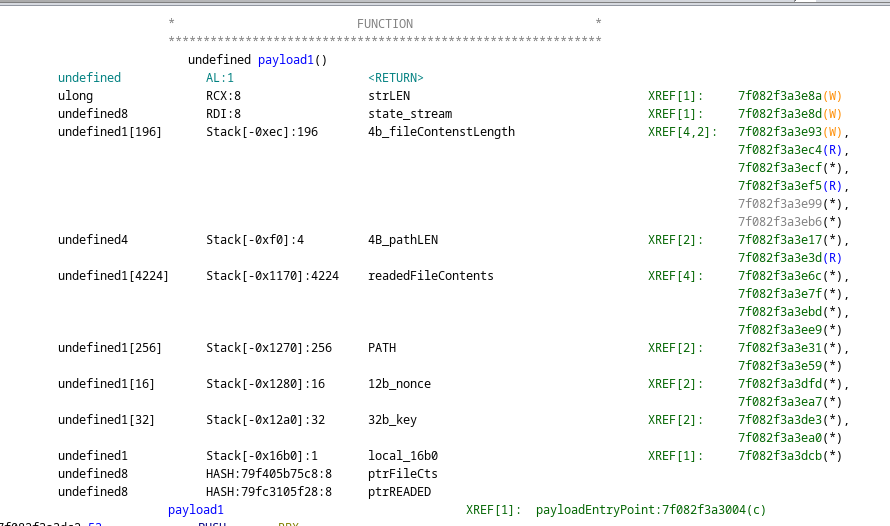 * FUNCTION *
**************************************************************
undefined payload1()
undefined AL:1 <RETURN>
ulong RCX:8 strLEN XREF[1]: 7f082f3a3e8a(W)
undefined8 RDI:8 state_stream XREF[1]: 7f082f3a3e8d(W)
undefined1[196] Stack[-0xec]:196 4b_fileContenstLength XREF[4,2]: 7f082f3a3e93(W),
7f082f3a3ec4(R),
7f082f3a3ecf(*),
7f082f3a3ef5(R),
7f082f3a3e99(*),
7f082f3a3eb6(*)
undefined4 Stack[-0xf0]:4 4B_pathLEN XREF[2]: 7f082f3a3e17(*),
7f082f3a3e3d(R)
undefined1[4224] Stack[-0x1170]:4224 readedFileContents XREF[4]: 7f082f3a3e6c(*),
7f082f3a3e7f(*),
7f082f3a3ebd(*),
7f082f3a3ee9(*)
undefined1[256] Stack[-0x1270]:256 PATH XREF[2]: 7f082f3a3e31(*),
7f082f3a3e59(*)
undefined1[16] Stack[-0x1280]:16 12b_nonce XREF[2]: 7f082f3a3dfd(*),
7f082f3a3ea7(*)
undefined1[32] Stack[-0x12a0]:32 32b_key XREF[2]: 7f082f3a3de3(*),
7f082f3a3ea0(*)
undefined1 Stack[-0x16b0]:1 local_16b0 XREF[1]: 7f082f3a3dcb(*)
undefined8 HASH:79f405b75c8:8 ptrFileCts
undefined8 HASH:79fc3105f28:8 ptrREADED
payload1 XREF[1]: payloadEntryPoint:7f082f3a3004(c)